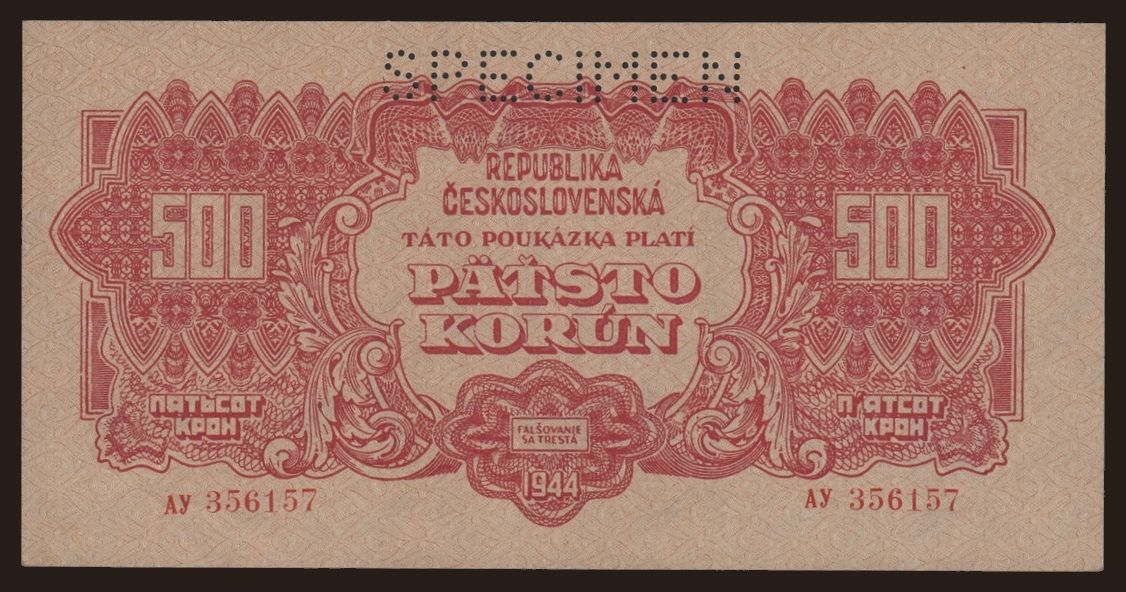 SPECIMEN
REPUBLIKA
ČESKOSLOVENSKÁ
500
TÁTO POUKÁZKA PLATÍ
500
PÄŤSTO
KORÚN
ПЯТЬСОТ
КРОН
FALŠOVANIE
SA TRESTÁ
П'ЯТСОТ
КРОН
1944
АУ 356157
АУ 356157